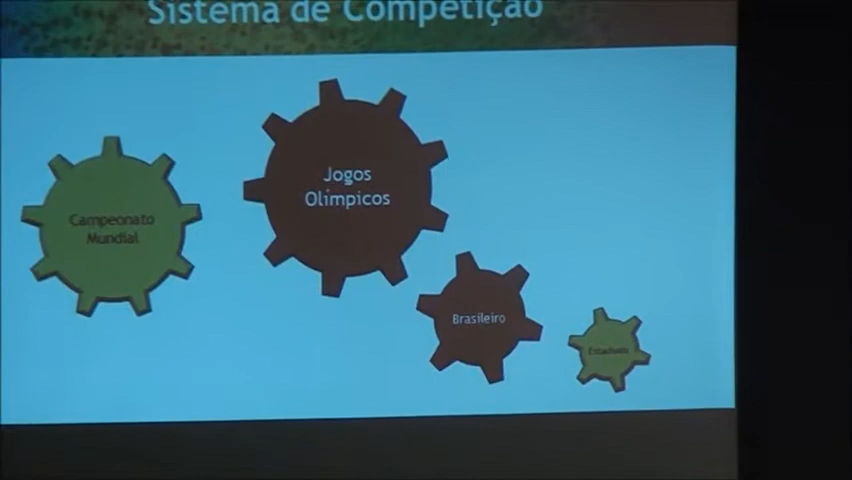 Sistema de Competição
Jogos
Olímpicos
Campeonato
Mundial
Brasileiro
Estaduais